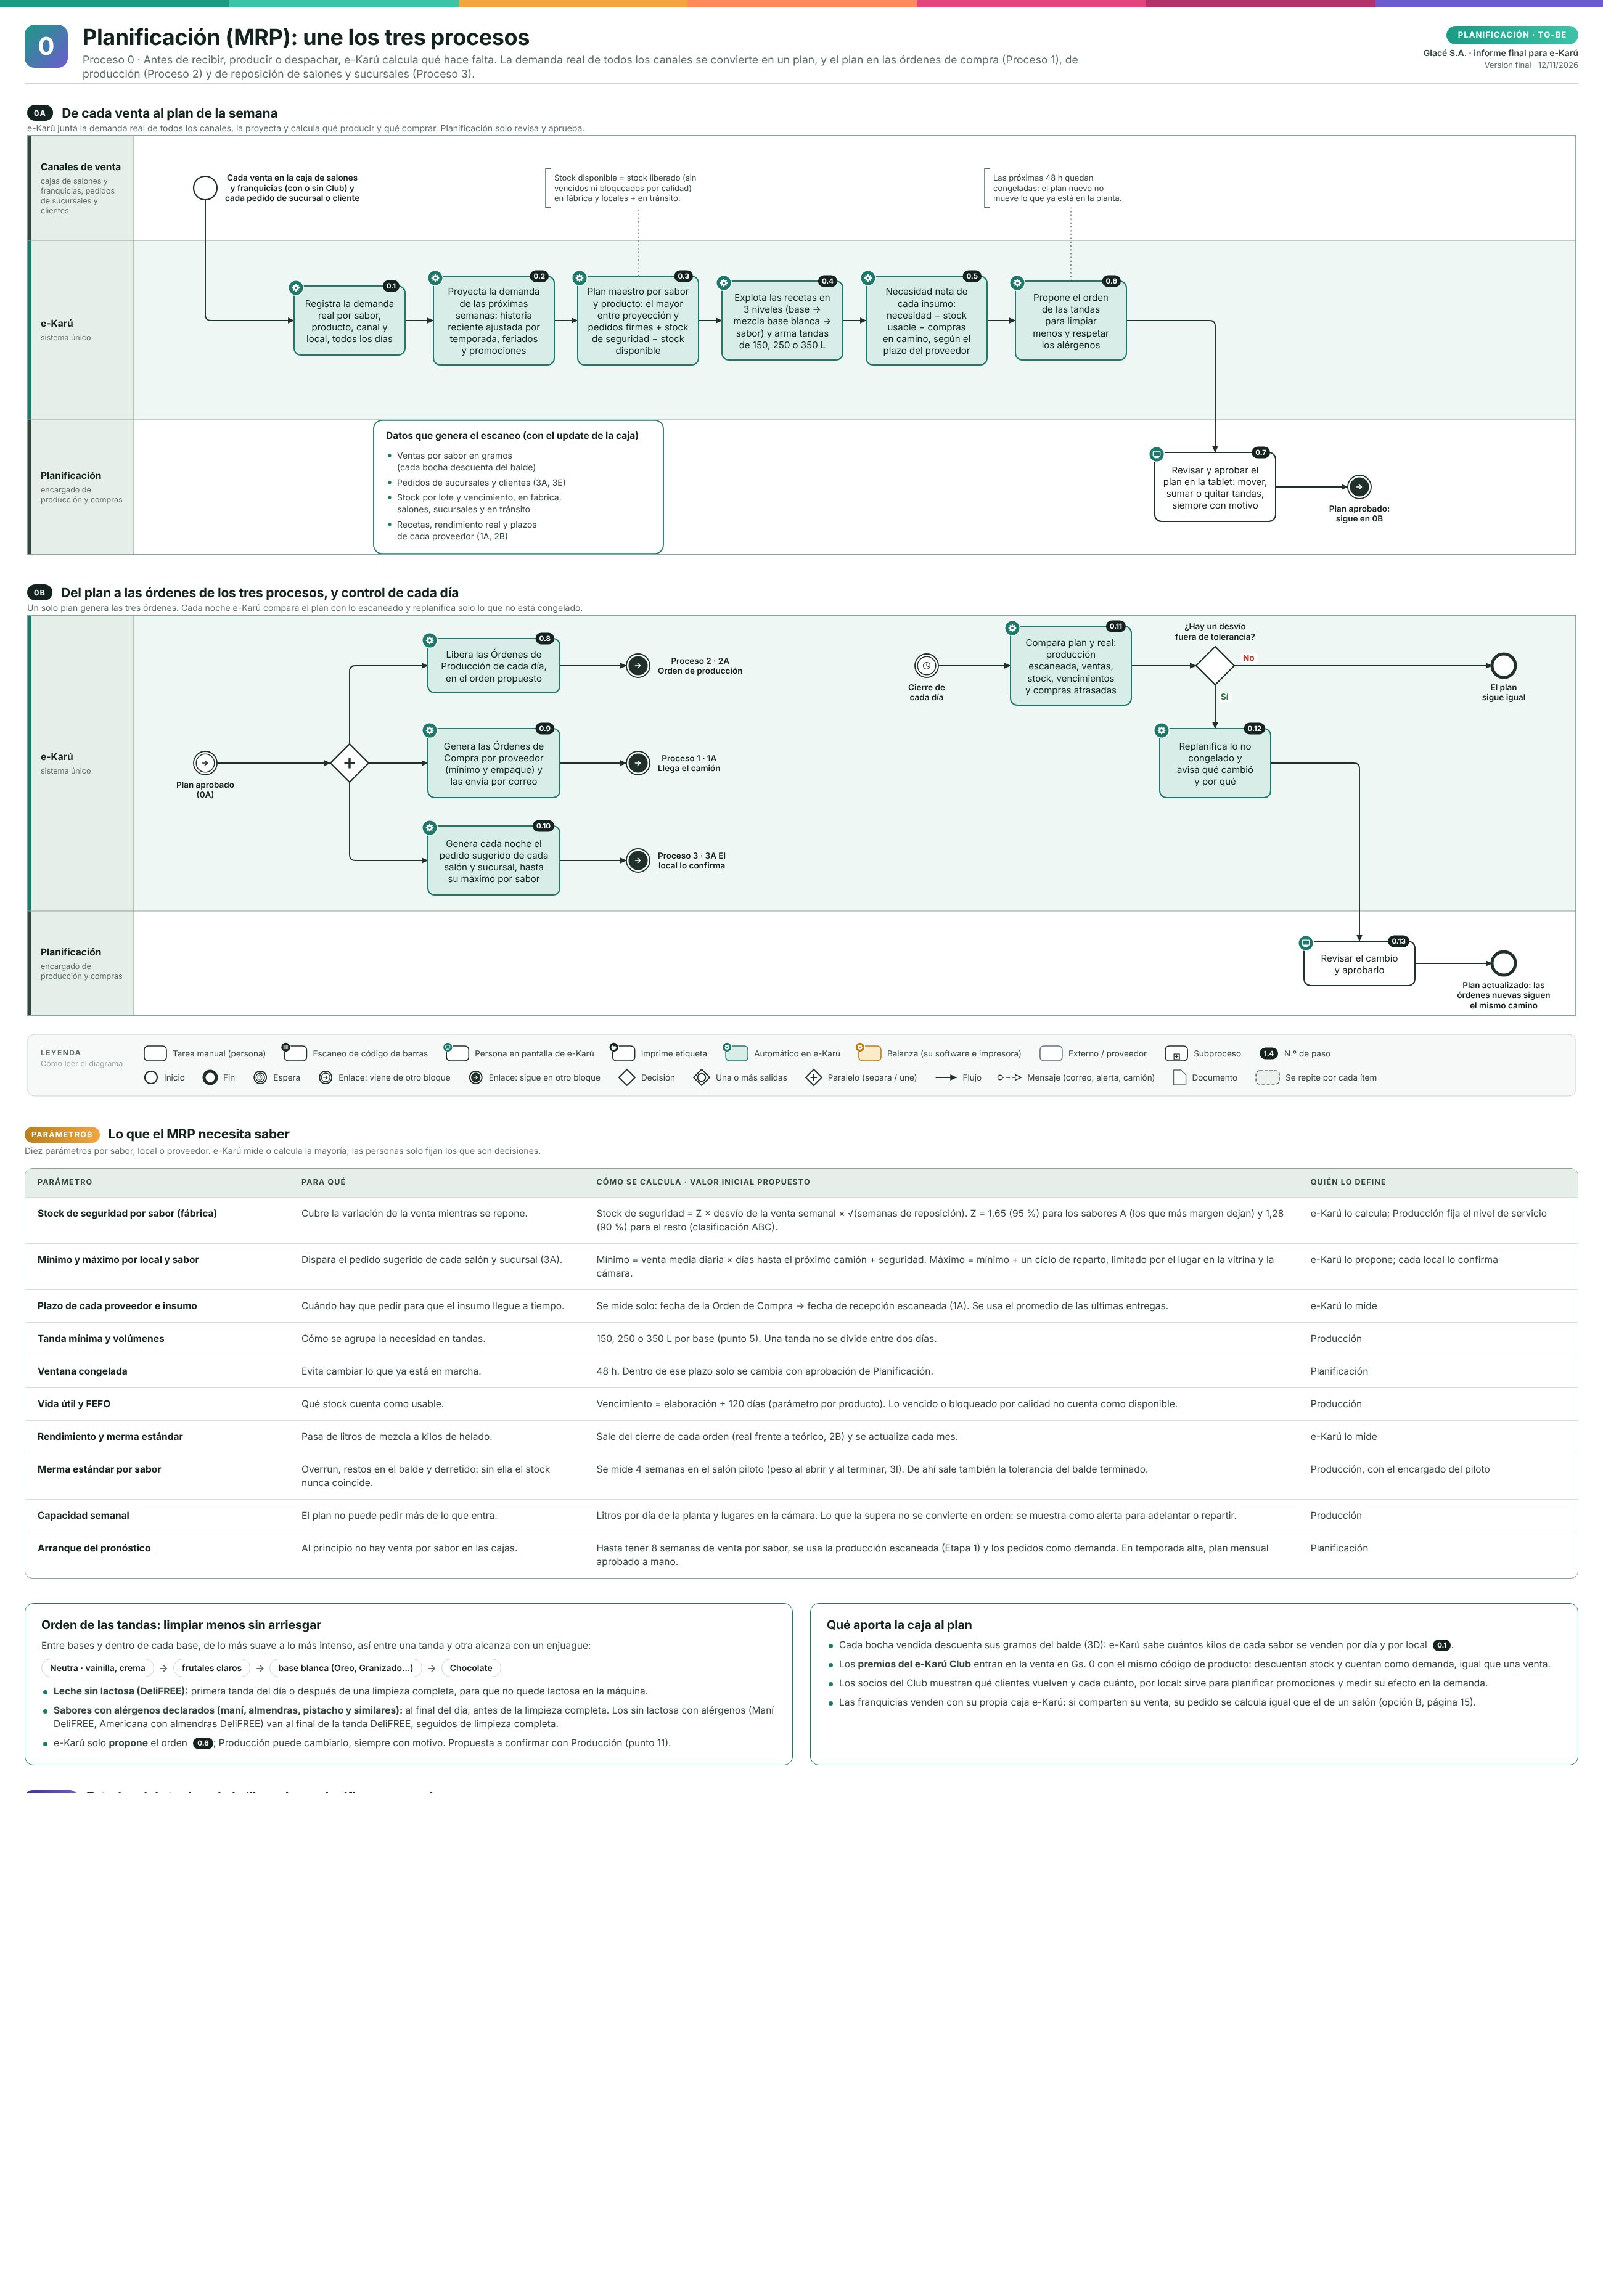 0
Planificación (MRP): une los tres procesos
Proceso 0 · Antes de recibir, producir o despachar, e-Karú calcula qué hace falta. La demanda real de todos los canales se convierte en un plan, y el plan en las órdenes de compra (Proceso 1), de
producción (Proceso 2) y de reposición de salones y sucursales (Proceso 3).
PLANIFICACIÓN · TO-BE
Glacé S.A. · informe final para e-Karú
Versión final · 12/11/2026
0A
De cada venta al plan de la semana
e-Karú junta la demanda real de todos los canales, la proyecta y calcula qué producir y qué comprar. Planificación solo revisa y aprueba.
Canales de venta
cajas de salones y
franquicias, pedidos
de sucursales y
clientes
Cada venta en la caja de salones
y franquicias (con o sin Club) y
cada pedido de sucursal o cliente
Stock disponible = stock liberado (sin
vencidos ni bloqueados por calidad)
en fábrica y locales + en tránsito.
Las próximas 48 h quedan
congeladas: el plan nuevo no
mueve lo que ya está en la planta.
e-Karú
sistema único
0.1
Registra la demanda
real por sabor,
producto, canal y
local, todos los días
0.2
Proyecta la demanda
de las próximas
semanas: historia
reciente ajustada por
temporada, feriados
y promociones
0.3
Plan maestro por sabor
y producto: el mayor
entre proyección y
pedidos firmes + stock
de seguridad − stock
disponible
0.4
Explota las recetas en
3 niveles (base →
mezcla base blanca →
sabor) y arma tandas
de 150, 250 o 350 L
0.5
Necesidad neta de
cada insumo:
necesidad − stock
usable − compras
en camino, según el
plazo del proveedor
0.6
Propone el orden
de las tandas
para limpiar
menos y respetar
los alérgenos
Planificación
encargado de
producción y compras
Datos que genera el escaneo (con el update de la caja)
Ventas por sabor en gramos
(cada bocha descuenta del balde)
Pedidos de sucursales y clientes (3A, 3E)
Stock por lote y vencimiento, en fábrica,
salones, sucursales y en tránsito
Recetas, rendimiento real y plazos
de cada proveedor (1A, 2B)
0.7
Revisar y aprobar el
plan en la tablet: mover,
sumar o quitar tandas,
siempre con motivo
Plan aprobado:
sigue en 0B
0B
Del plan a las órdenes de los tres procesos, y control de cada día
Un solo plan genera las tres órdenes. Cada noche e-Karú compara el plan con lo escaneado y replanifica solo lo que no está congelado.
e-Karú
sistema único
Plan aprobado
(0A)
0.8
Libera las Órdenes de
Producción de cada día,
en el orden propuesto
Proceso 2 · 2A
Orden de producción
0.9
Genera las Órdenes de
Compra por proveedor
(mínimo y empaque) y
las envía por correo
Proceso 1 · 1A
Llega el camión
0.10
Genera cada noche el
pedido sugerido de cada
salón y sucursal, hasta
su máximo por sabor
Proceso 3 · 3A El
local lo confirma
Cierre de
cada día
0.11
Compara plan y real:
producción
escaneada, ventas,
stock, vencimientos
y compras atrasadas
¿Hay un desvío
fuera de tolerancia?
No
Sí
El plan
sigue igual
0.12
Replanifica lo no
congelado y
avisa qué cambió
y por qué
Planificación
encargado de
producción y compras
0.13
Revisar el cambio
y aprobarlo
Plan actualizado: las
órdenes nuevas siguen
el mismo camino
LEYENDA
Cómo leer el diagrama
Tarea manual (persona)
Escaneo de código de barras
Persona en pantalla de e-Karú
Imprime etiqueta
Automático en e-Karú
Balanza (su software e impresora)
Externo / proveedor
Subproceso
1.4
N.º de paso
Inicio
Fin
Espera
Enlace: viene de otro bloque
Enlace: sigue en otro bloque
Decisión
Una o más salidas
Paralelo (separa / une)
Flujo
Mensaje (correo, alerta, camión)
Documento
Se repite por cada ítem
PARÁMETROS
Lo que el MRP necesita saber
Diez parámetros por sabor, local o proveedor. e-Karú mide o calcula la mayoría; las personas solo fijan los que son decisiones.
PARÁMETRO
PARA QUÉ
CÓMO SE CALCULA · VALOR INICIAL PROPUESTO
QUIÉN LO DEFINE
Stock de seguridad por sabor (fábrica)
Cubre la variación de la venta mientras se repone.
Stock de seguridad = Z × desvío de la venta semanal × √(semanas de reposición). Z = 1,65 (95 %) para los sabores A (los que más margen dejan) y 1,28
(90 %) para el resto (clasificación ABC).
e-Karú lo calcula; Producción fija el nivel de servicio
Mínimo y máximo por local y sabor
Dispara el pedido sugerido de cada salón y sucursal (3A).
Mínimo = venta media diaria × días hasta el próximo camión + seguridad. Máximo = mínimo + un ciclo de reparto, limitado por el lugar en la vitrina y la
cámara.
e-Karú lo propone; cada local lo confirma
Plazo de cada proveedor e insumo
Cuándo hay que pedir para que el insumo llegue a tiempo.
Se mide solo: fecha de la Orden de Compra → fecha de recepción escaneada (1A). Se usa el promedio de las últimas entregas.
e-Karú lo mide
Tanda mínima y volúmenes
Cómo se agrupa la necesidad en tandas.
150, 250 o 350 L por base (punto 5). Una tanda no se divide entre dos días.
Producción
Ventana congelada
Evita cambiar lo que ya está en marcha.
48 h. Dentro de ese plazo solo se cambia con aprobación de Planificación.
Planificación
Vida útil y FEFO
Qué stock cuenta como usable.
Vencimiento = elaboración + 120 días (parámetro por producto). Lo vencido o bloqueado por calidad no cuenta como disponible.
Producción
Rendimiento y merma estándar
Pasa de litros de mezcla a kilos de helado.
Sale del cierre de cada orden (real frente a teórico, 2B) y se actualiza cada mes.
e-Karú lo mide
Merma estándar por sabor
Overrun, restos en el balde y derretido: sin ella el stock
nunca coincide.
Se mide 4 semanas en el salón piloto (peso al abrir y al terminar, 3I). De ahí sale también la tolerancia del balde terminado.
Producción, con el encargado del piloto
Capacidad semanal
El plan no puede pedir más de lo que entra.
Litros por día de la planta y lugares en la cámara. Lo que la supera no se convierte en orden: se muestra como alerta para adelantar o repartir.
Producción
Arranque del pronóstico
Al principio no hay venta por sabor en las cajas.
Hasta tener 8 semanas de venta por sabor, se usa la producción escaneada (Etapa 1) y los pedidos como demanda. En temporada alta, plan mensual
aprobado a mano.
Planificación
Orden de las tandas: limpiar menos sin arriesgar
Entre bases y dentro de cada base, de lo más suave a lo más intenso, así entre una tanda y otra alcanza con un enjuague:
Neutra · vainilla, crema → frutales claros → base blanca (Oreo, Granizado...) → Chocolate
Leche sin lactosa (DeliFREE): primera tanda del día o después de una limpieza completa, para que no quede lactosa en la máquina.
Sabores con alérgenos declarados (maní, almendras, pistacho y similares): al final del día, antes de la limpieza completa. Los sin lactosa con alérgenos (Maní
DeliFREE, Americana con almendras DeliFREE) van al final de la tanda DeliFREE, seguidos de limpieza completa.
e-Karú solo propone el orden 0.6; Producción puede cambiarlo, siempre con motivo. Propuesta a confirmar con Producción (punto 11).
Qué aporta la caja al plan
Cada bocha vendida descuenta sus gramos del balde (3D): e-Karú sabe cuántos kilos de cada sabor se venden por día y por local 0.1.
Los premios del e-Karú Club entran en la venta en Gs. 0 con el mismo código de producto: descuentan stock y cuentan como demanda, igual que una venta.
Los socios del Club muestran qué clientes vuelven y cada cuánto, por local: sirve para planificar promociones y medir su efecto en la demanda.
Las franquicias venden con su propia caja e-Karú: si comparten su venta, su pedido se calcula igual que el de un salón (opción B, página 15).